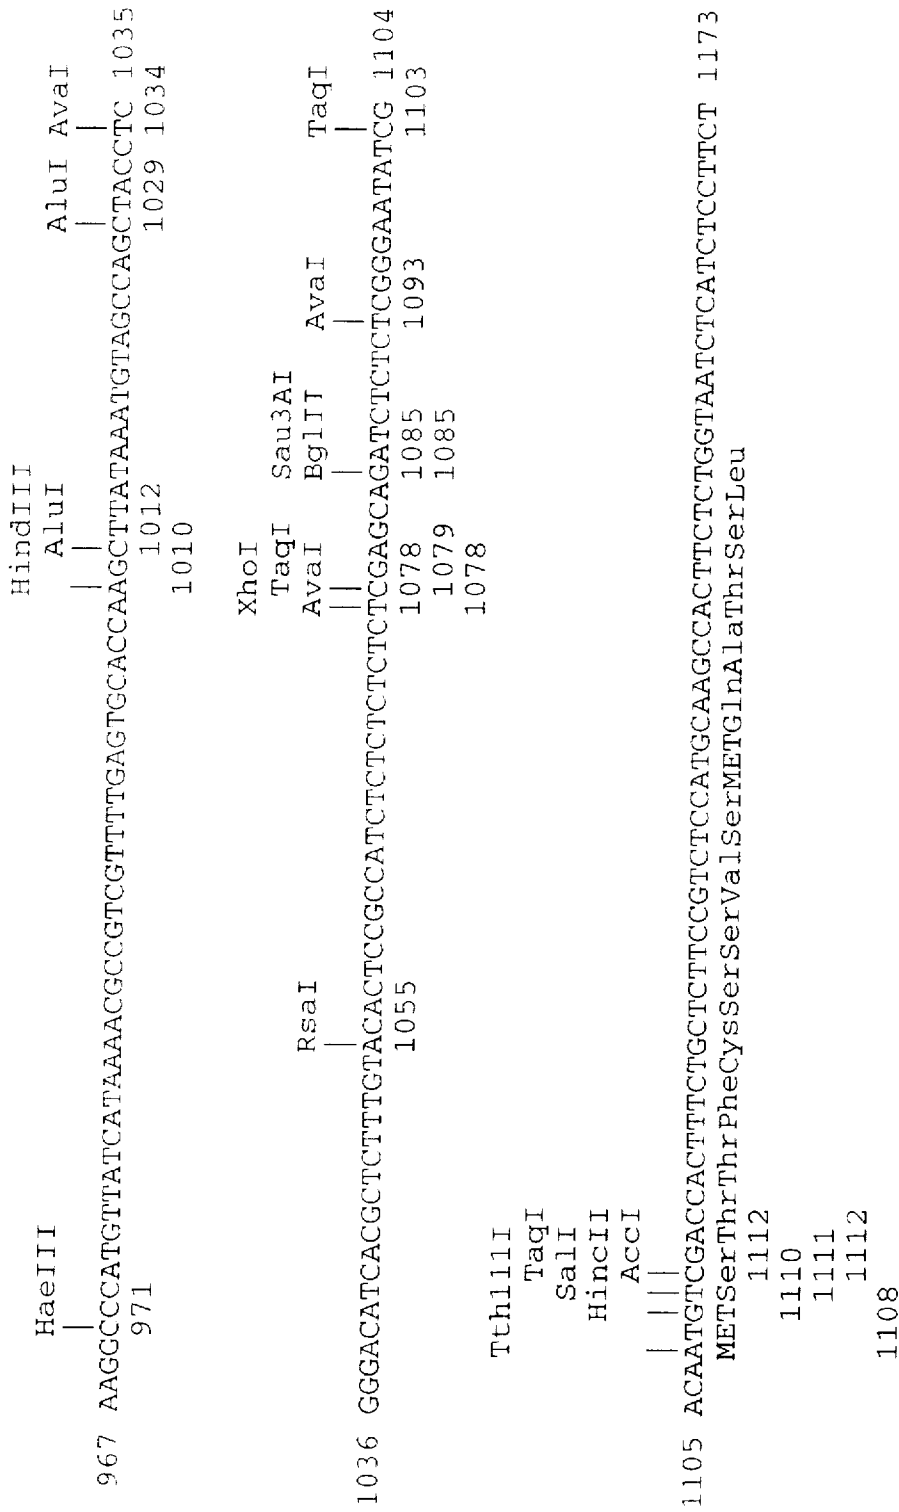 HindIII
HaeIII AluI AluI AvaI
967 AAGGCCCATGTTATCATAAAACGCCGTCGTTTTGAGTGCACCAAGCTTATAAATGTAGCCAGCTACCTC 1035
971 1012 1029 1034
1010
XhoI
TaqI Sau3AI
RsaI AvaI BglII AvaI TaqI
1036 GGGACATCACGCTCTTTGTACACTCCGCCATCTCTCTCTCTCTCGAGCAGATCTCTCTCGGGAATATCG 1104
1055 1078 1085 1093 1103
1079 1085
1078
Tth111I
TaqI
SalI
HincII
AccI
1105 ACAATGTCGACCACTTTCTGCTCTTCCGTCTCCATGCAAGCCACTTCTCTGGTAATCTCATCTCCTTCT 1173
METSerThrThrPheCysSerSerValSerMETGlnAlaThrSerLeu
1112
1110
1111
1112
1108